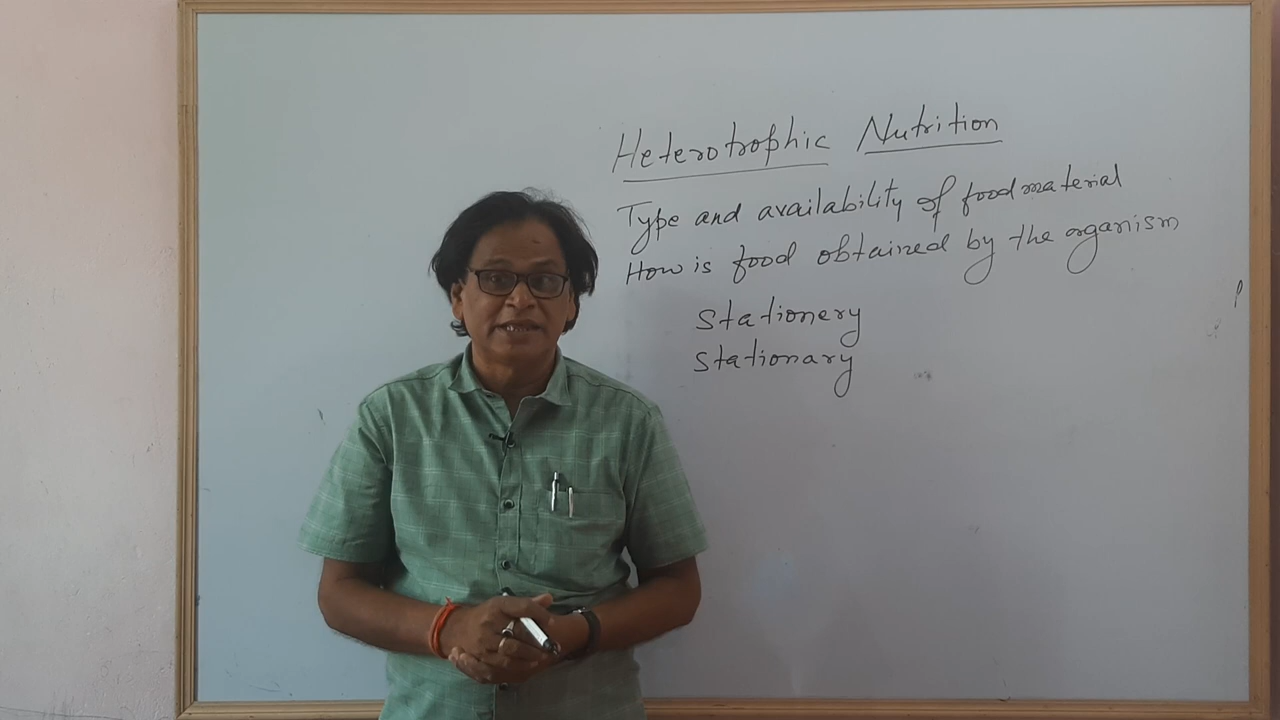 Heterotrophic Nutrition
Type and availability of food material
How is food obtained by the organism
Stationery
Stationary